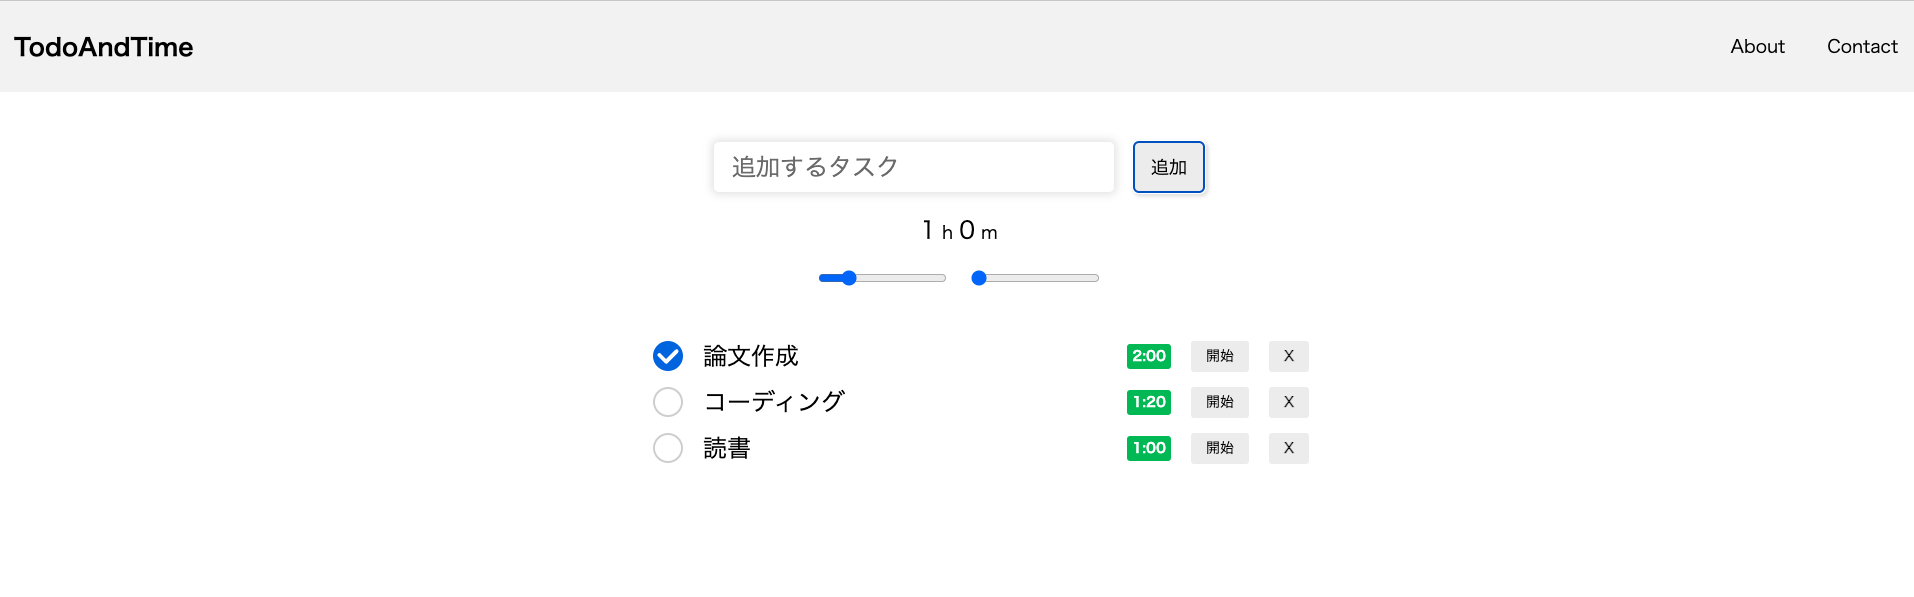 TodoAndTime About Contact
追加するタスク 追加
1 h 0 m
論文作成 2:00 開始 X
コーディング 1:20 開始 X
読書 1:00 開始 X